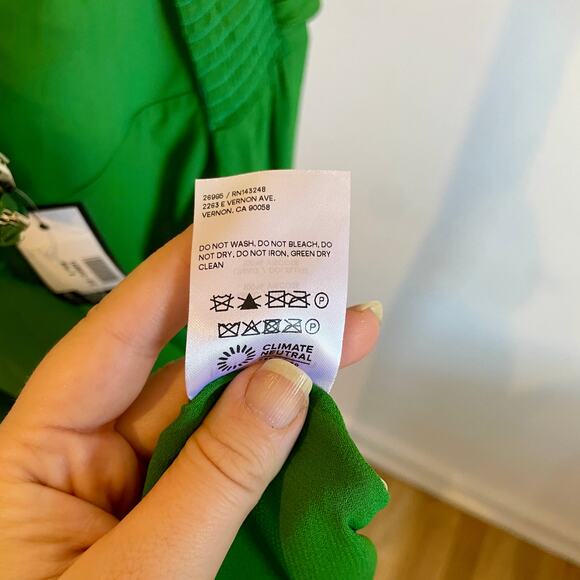 26995 / RN143248
2263 E VERNON AVE.
VERNON, CA 90058
DO NOT WASH, DO NOT BLEACH, DO
NOT DRY, DO NOT IRON, GREEN DRY
CLEAN
P
P
CLIMATE
NEUTRAL